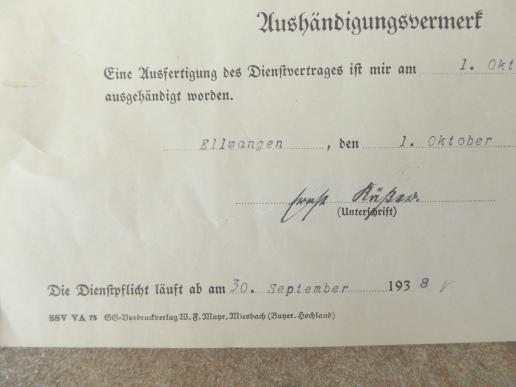 Aushändigungsvermerk
Eine Ausfertigung des Dienstvertrages ist mir am 1. Okt
ausgehändigt worden.
Ellwangen, den 1. Oktober
Ernst
(Unterschrift)
Die Dienstpflicht läuft ab am 30. September 1938
SSV VA 75 SS-Vordruckverlag W. F. Mayr, Miesbach (Bayer. Hochland)